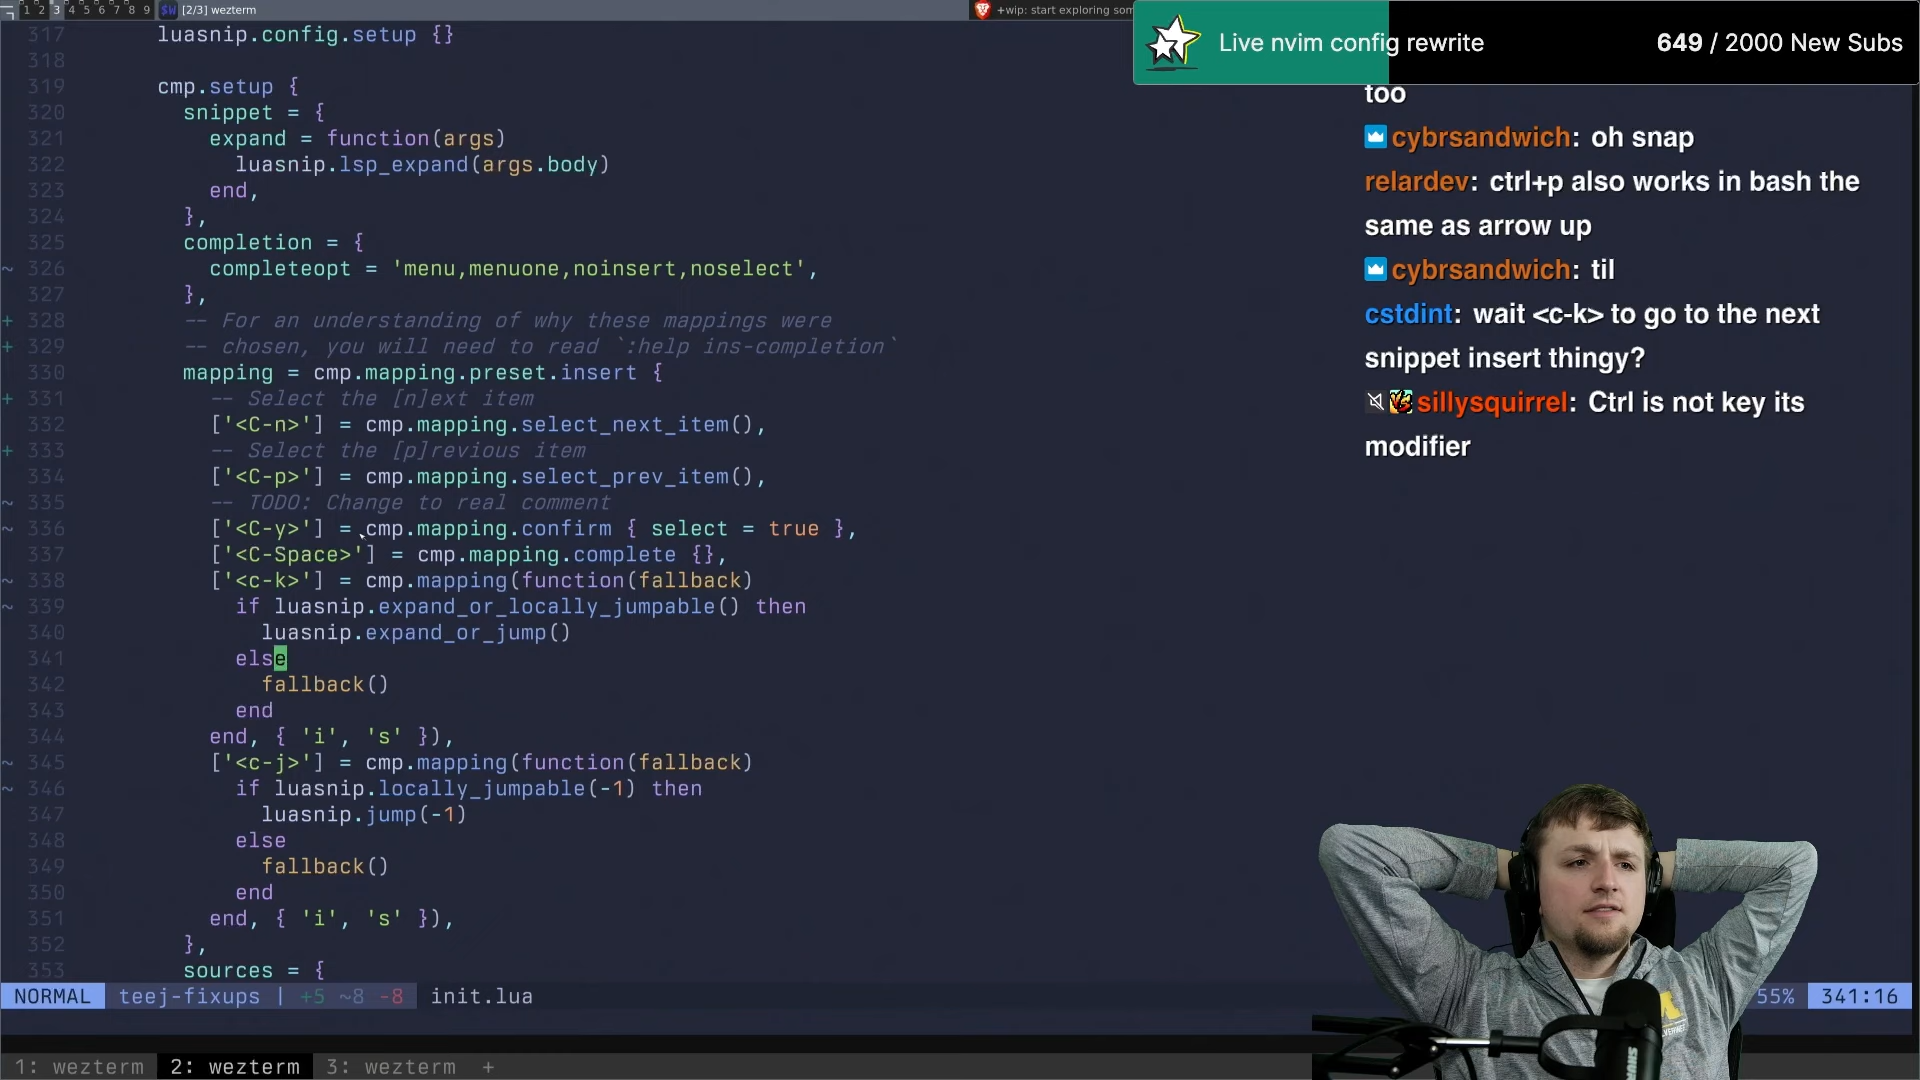 1 2 3 4 5 6 7 8 9 [2/3] wezterm
+wip: start exploring som
Live nvim config rewrite 649 / 2000 New Subs
317 luasnip.config.setup {}
318
319 cmp.setup {
320 snippet = {
321 expand = function(args)
322 luasnip.lsp_expand(args.body)
323 end,
324 },
325 completion = {
~ 326 completeopt = 'menu,menuone,noinsert,noselect',
327 },
+ 328 -- For an understanding of why these mappings were
+ 329 -- chosen, you will need to read `:help ins-completion`
330 mapping = cmp.mapping.preset.insert {
+ 331 -- Select the [n]ext item
332 ['<C-n>'] = cmp.mapping.select_next_item(),
+ 333 -- Select the [p]revious item
334 ['<C-p>'] = cmp.mapping.select_prev_item(),
~ 335 -- TODO: Change to real comment
~ 336 ['<C-y>'] = cmp.mapping.confirm { select = true },
337 ['<C-Space>'] = cmp.mapping.complete {},
~ 338 ['<c-k>'] = cmp.mapping(function(fallback)
~ 339 if luasnip.expand_or_locally_jumpable() then
340 luasnip.expand_or_jump()
341 else
342 fallback()
343 end
344 end, { 'i', 's' }),
~ 345 ['<c-j>'] = cmp.mapping(function(fallback)
~ 346 if luasnip.locally_jumpable(-1) then
347 luasnip.jump(-1)
348 else
349 fallback()
350 end
351 end, { 'i', 's' }),
352 },
353 sources = {
NORMAL teej-fixups | +5 ~8 -8 init.lua 55% 341:16
1: wezterm 2: wezterm 3: wezterm +
too
cybrsandwich: oh snap
relardev: ctrl+p also works in bash the
same as arrow up
cybrsandwich: til
cstdint: wait <c-k> to go to the next
snippet insert thingy?
sillysquirrel: Ctrl is not key its
modifier